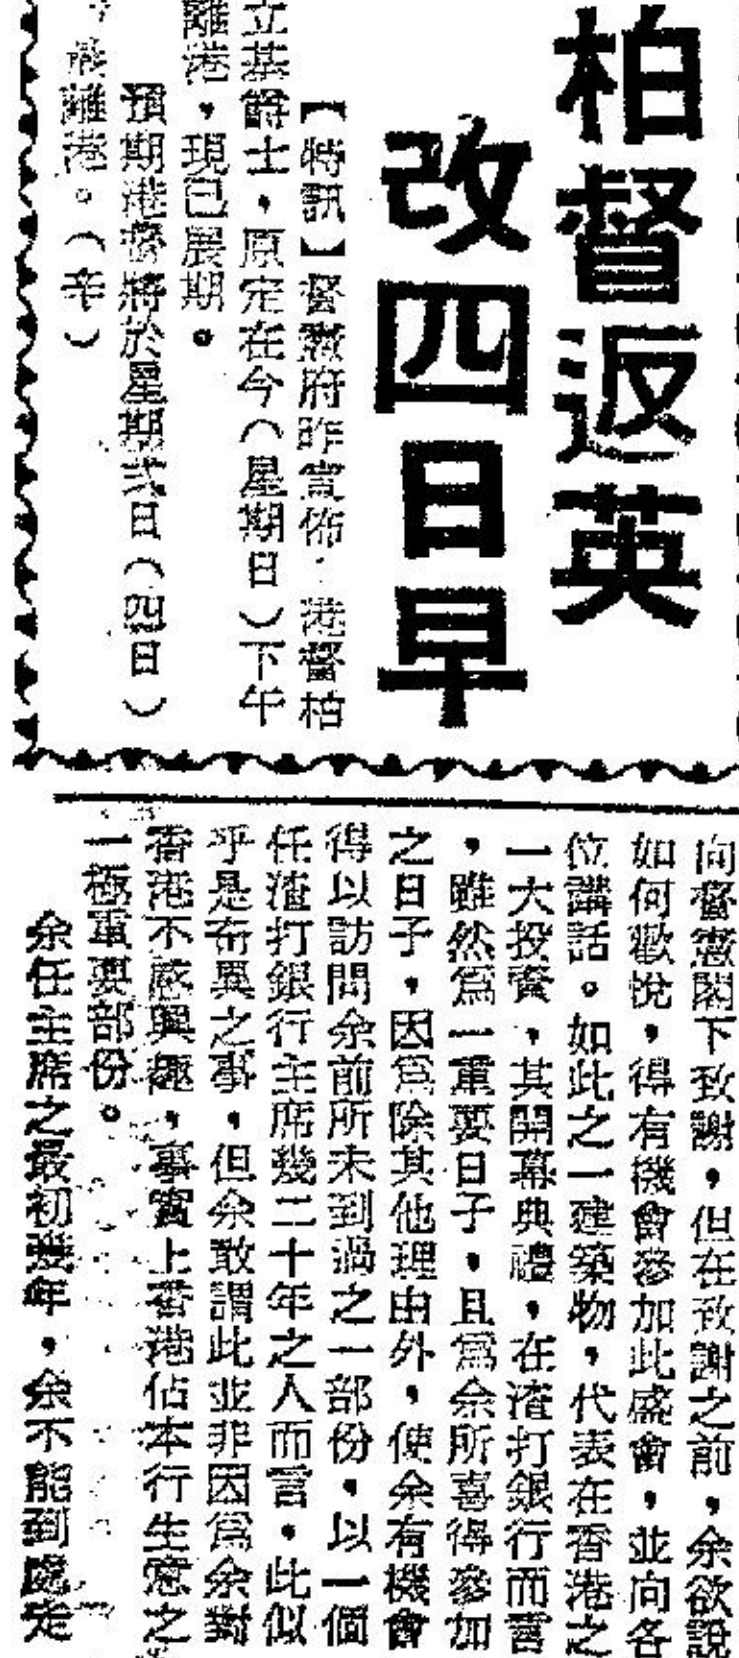 柏督返英
改四日早
【特訊】督憲府昨宣佈：港督柏
立基爵士，原定在今（星期日）下午
離港，現已展期。
預期港督將於星期弍日（四日）
晨離港。（辛）
向督憲閣下致謝，但在致謝之前，余欲說
如何歡悅，得有機會參加此盛會，並向各
位講話。如此之一建築物，代表在香港之
一大投資，其開幕典禮，在渣打銀行而言
，雖然為一重要日子，且為余所喜得參加
之日子，因為除其他理由外，使余有機會
得以訪問余前所未到過之一部份，以一個
任渣打銀行主席幾二十年之人而言，此似
乎是奇異之事，但余敢謂此並非因為余對
香港不感興趣，事實上香港佔本行生意之
一極重要部份。
余任主席之最初幾年，余不能到處走